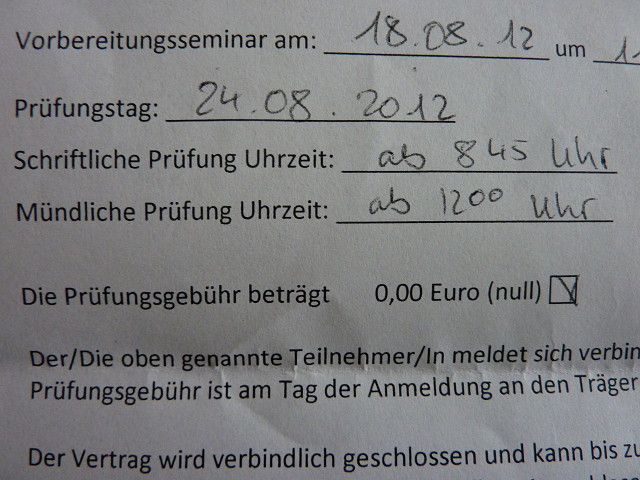 Vorbereitungsseminar am: 18.08.12 um
Prüfungstag: 24.08.2012
Schriftliche Prüfung Uhrzeit: ab 845 Uhr
Mündliche Prüfung Uhrzeit: ab 1200 Uhr
Die Prüfungsgebühr beträgt 0,00 Euro (null)
Der/Die oben genannte Teilnehmer/In meldet sich verbin
Prüfungsgebühr ist am Tag der Anmeldung an den Träger
Der Vertrag wird verbindlich geschlossen und kann bis zu